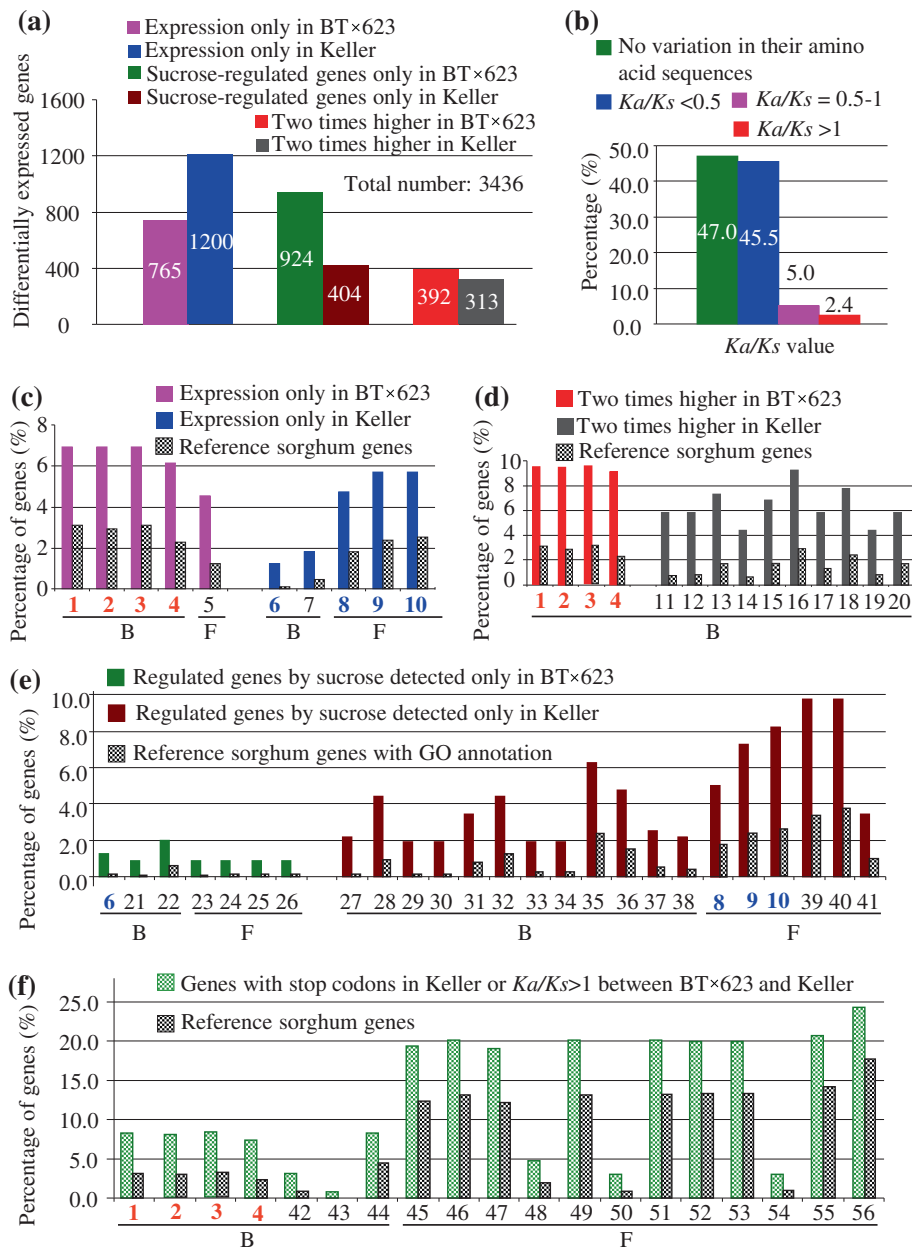 (a)
Expression only in BT×623
Expression only in Keller
Sucrose-regulated genes only in BT×623
Sucrose-regulated genes only in Keller
Two times higher in BT×623
Two times higher in Keller
Total number: 3436
Differentially expressed genes
1600
1200
800
400
0
765
1200
924
404
392
313
(b)
No variation in their amino
acid sequences
Ka/Ks <0.5
Ka/Ks = 0.5-1
Ka/Ks >1
Percentage (%)
50.0
40.0
30.0
20.0
10.0
0.0
47.0
45.5
5.0
2.4
Ka/Ks value
(c)
Expression only in BT×623
Expression only in Keller
Reference sorghum genes
Percentage of genes (%)
8
6
4
2
0
1 2 3 4 5 6 7 8 9 10
B F B F
(d)
Two times higher in BT×623
Two times higher in Keller
Reference sorghum genes
Percentage of genes (%)
10
8
6
4
2
0
1 2 3 4 11 12 13 14 15 16 17 18 19 20
B
(e)
Regulated genes by sucrose detected only in BT×623
Regulated genes by sucrose detected only in Keller
Reference sorghum genes with GO annotation
Percentage of genes (%)
10.0
8.0
6.0
4.0
2.0
0.0
6 21 22 23 24 25 26 27 28 29 30 31 32 33 34 35 36 37 38 8 9 10 39 40 41
B F B F
(f)
Genes with stop codons in Keller or Ka/Ks>1 between BT×623 and Keller
Reference sorghum genes
Percentage of genes (%)
25.0
20.0
15.0
10.0
5.0
0.0
1 2 3 4 42 43 44 45 46 47 48 49 50 51 52 53 54 55 56
B F